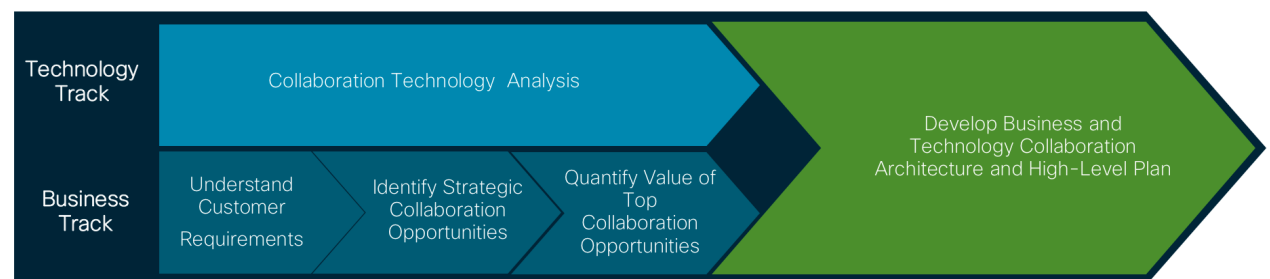 Technology
Track
Collaboration Technology Analysis
Business
Track
Understand
Customer
Requirements
Identify Strategic
Collaboration
Opportunities
Quantify Value of
Top
Collaboration
Opportunities
Develop Business and
Technology Collaboration
Architecture and High-Level Plan